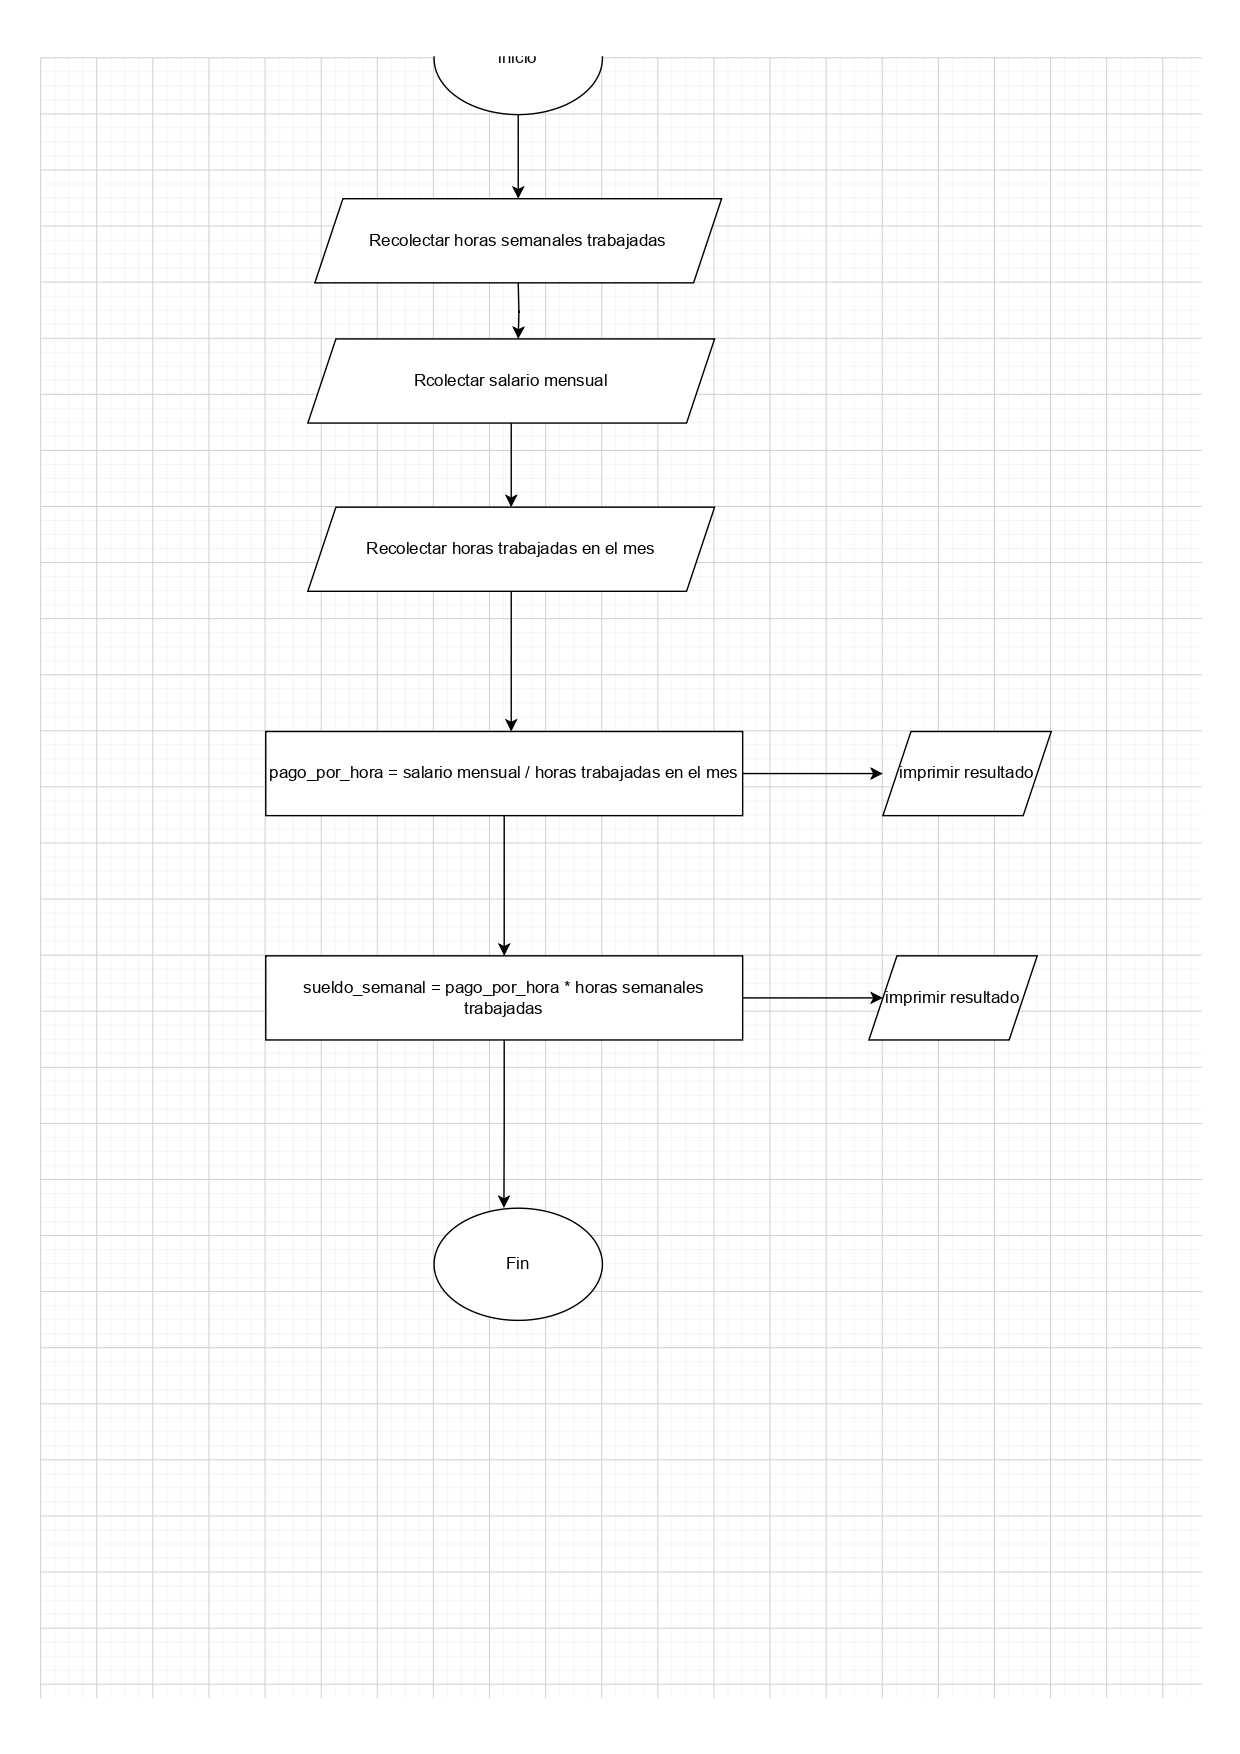 Inicio
Recolectar horas semanales trabajadas
Rcolectar salario mensual
Recolectar horas trabajadas en el mes
pago_por_hora = salario mensual / horas trabajadas en el mes
imprimir resultado
sueldo_semanal = pago_por_hora * horas semanales
trabajadas
imprimir resultado
Fin